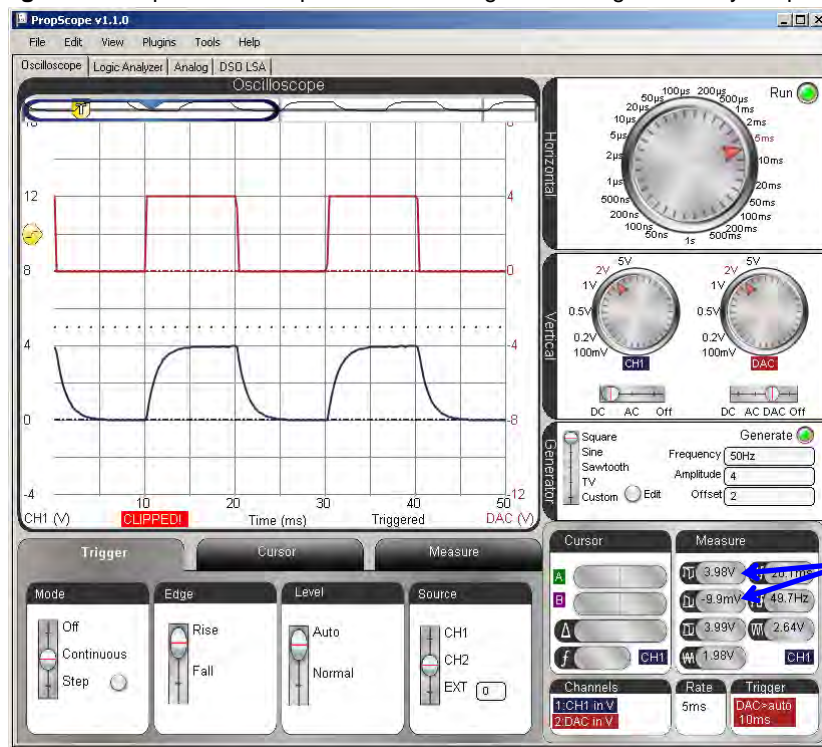 PropScope v1.1.0
File Edit View Plugins Tools Help
Oscilloscope Logic Analyzer Analog DSO LSA
Oscilloscope
T
12
8
4
0
-4
4
0
-4
-8
-12
10 20 30 40 50
CH1 (V) CLIPPED! Time (ms) Triggered DAC (V)
Horizontal
Run
50ns
100ns
200ns
500ns
1µs
2µs
5µs
10µs
20µs
50µs
100µs
200µs
500µs
1ms
2ms
5ms
10ms
20ms
50ms
100ms
200ms
500ms
1s
Vertical
5V
2V
1V
0.5V
0.2V
100mV
CH1
DC AC Off
5V
2V
1V
0.5V
0.2V
100mV
DAC
DC AC DAC Off
Generator
Square
Sine
Sawtooth
TV
Custom Edit
Generate
Frequency 50Hz
Amplitude 4
Offset 2
Trigger Cursor Measure
Mode
Off
Continuous
Step
Edge
Rise
Fall
Level
Auto
Normal
Source
CH1
CH2
EXT 0
Cursor
A
B
Δ
f CH1
Measure
3.98V
-9.9mV 49.7Hz
3.99V 2.64V
1.98V CH1
Channels
1:CH1 in V
2:DAC in V
Rate
5ms
Trigger
DAC>auto
10ms